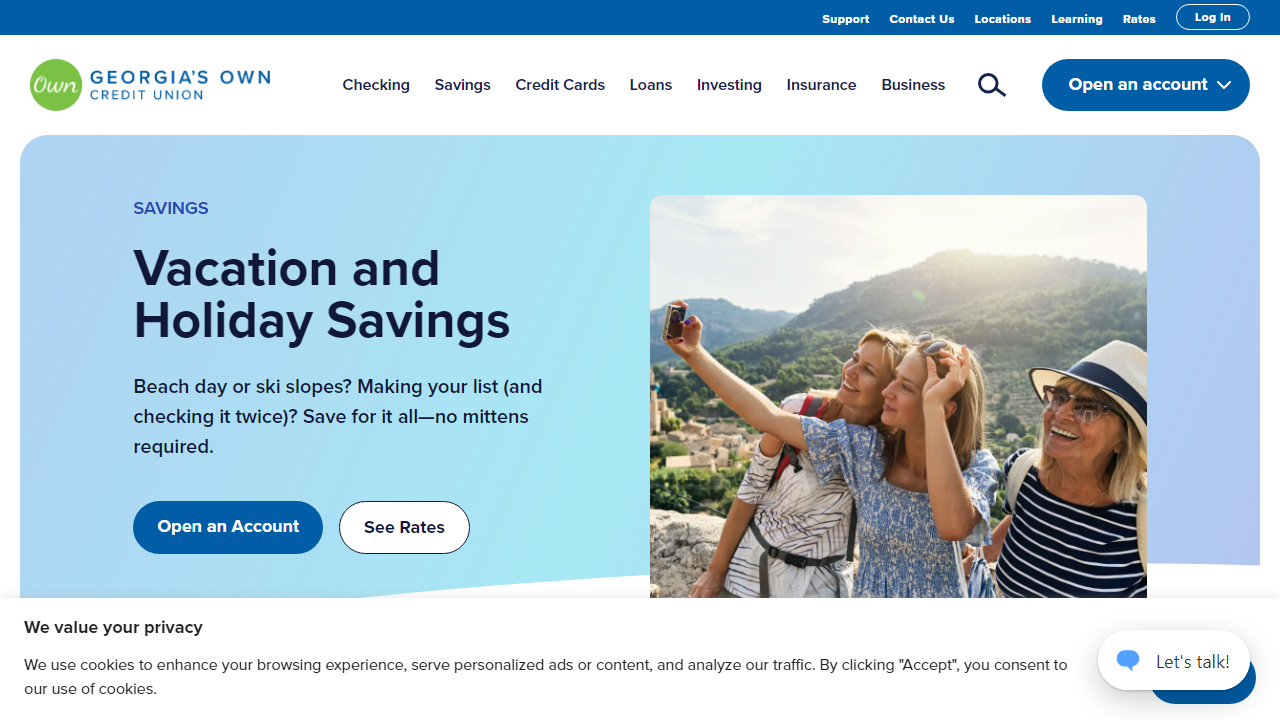 Support Contact Us Locations Learning Rates Log In
Own GEORGIA'S OWN
CREDIT UNION
Checking Savings Credit Cards Loans Investing Insurance Business
Open an account
SAVINGS
Vacation and
Holiday Savings
Beach day or ski slopes? Making your list (and
checking it twice)? Save for it all—no mittens
required.
Open an Account
See Rates
We value your privacy
We use cookies to enhance your browsing experience, serve personalized ads or content, and analyze our traffic. By clicking "Accept", you consent to
our use of cookies.
Let's talk!